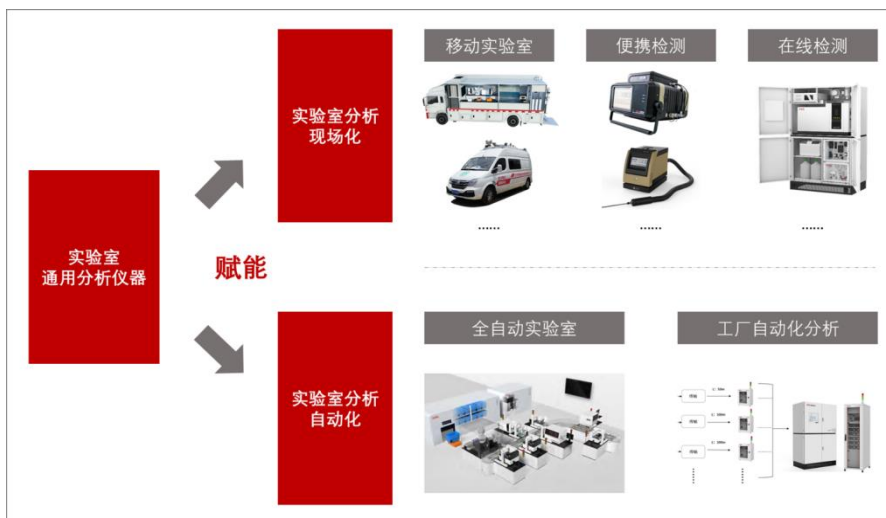 实验室
通用分析仪器
赋能
实验室分析
现场化
移动实验室
便携检测
在线检测
······
······
······
实验室分析
自动化
全自动实验室
工厂自动化分析